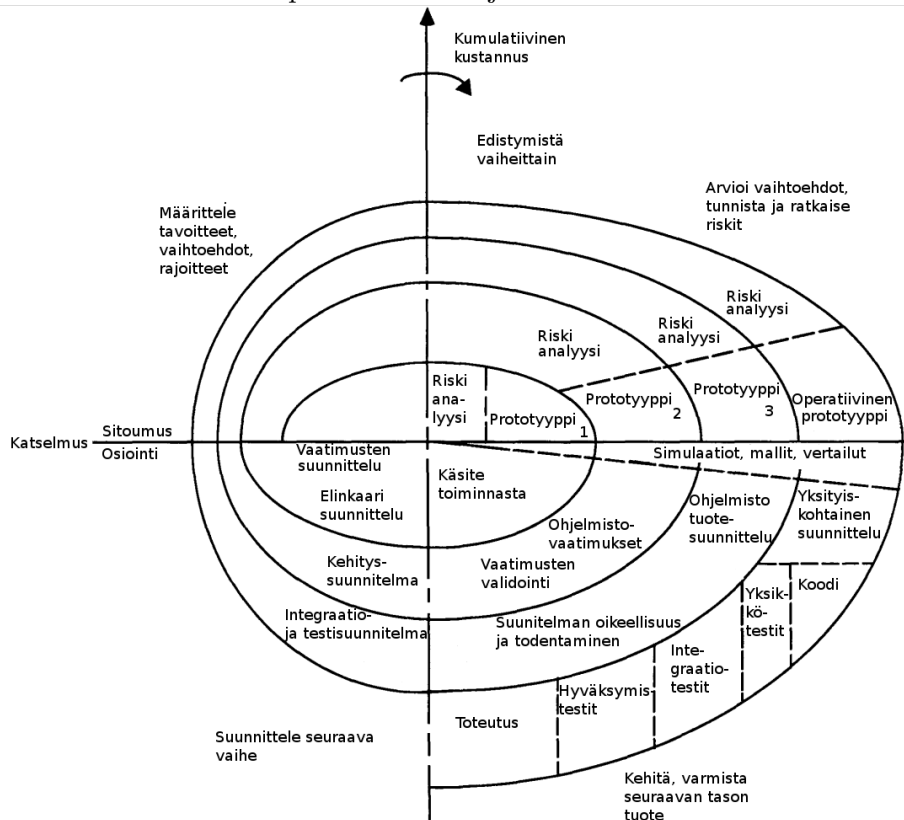 Kumulatiivinen
kustannus
Edistymistä
vaiheittain
Arvioi vaihtoehdot,
tunnista ja ratkaise
riskit
Määrittele
tavoitteet,
vaihtoehdot,
rajoitteet
Riski
analyysi
Riski
analyysi
Riski
analyysi
Riski
ana-
lyysi
Prototyyppi
1
Prototyyppi
2
Prototyyppi
3
Operatiivinen
prototyyppi
Katselmus
Sitoumus
Osiointi
Vaatimusten
suunnittelu
Elinkaari
suunnittelu
Käsite
toiminnasta
Simulaatiot, mallit, vertailut
Ohjelmisto-
vaatimukset
Ohjelmisto
tuote-
suunnittelu
Yksityis-
kohtainen
suunnittelu
Kehitys-
suunnitelma
Vaatimusten
validointi
Integraatio-
ja testisuunnitelma
Suunitelman oikeellisuus
ja todentaminen
Yksik-
kö-
testit
Koodi
Inte-
graatio-
testit
Hyväksymis-
testit
Toteutus
Suunnittele seuraava
vaihe
Kehitä, varmista
seuraavan tason
tuote